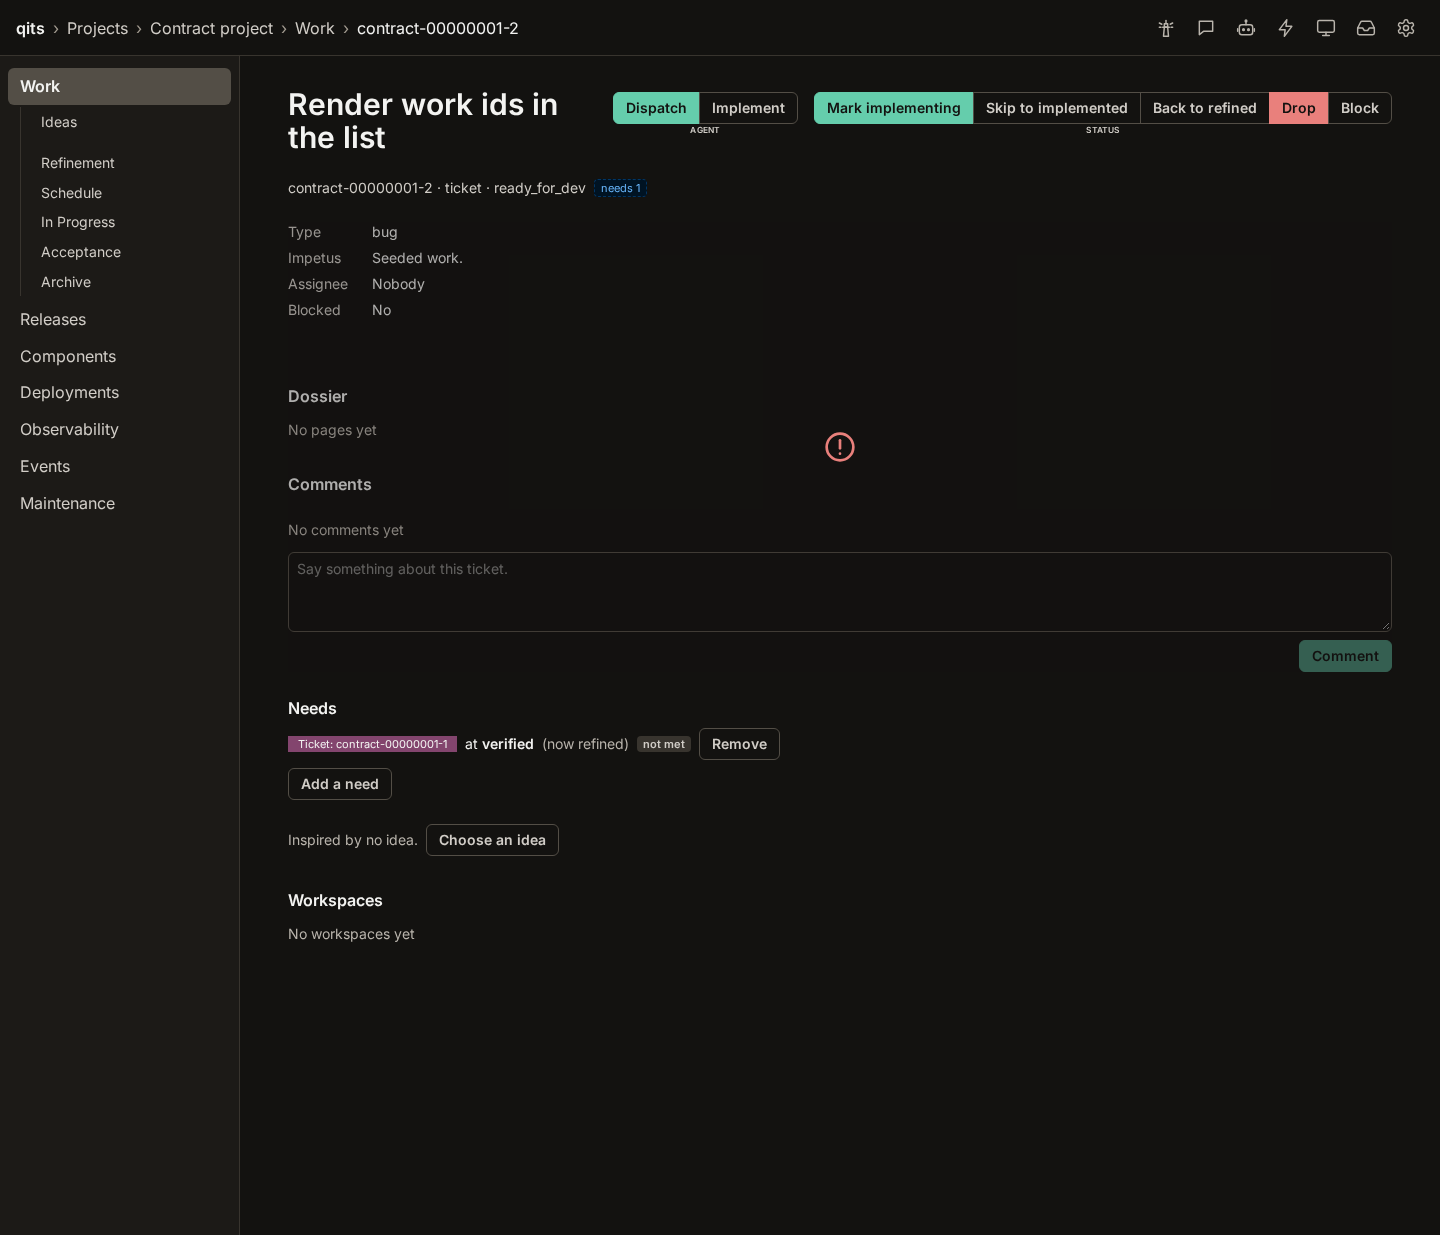 qits › Projects › Contract project › Work › contract-00000001-2
Work
Ideas
Refinement
Schedule
In Progress
Acceptance
Archive
Releases
Components
Deployments
Observability
Events
Maintenance
Render work ids in
the list
Dispatch Implement
AGENT
Mark implementing Skip to implemented Back to refined Drop Block
STATUS
contract-00000001-2 · ticket · ready_for_dev needs 1
Type bug
Impetus Seeded work.
Assignee Nobody
Blocked No
Dossier
No pages yet
Comments
No comments yet
Say something about this ticket.
Comment
Needs
Ticket: contract-00000001-1 at verified (now refined) not met Remove
Add a need
Inspired by no idea. Choose an idea
Workspaces
No workspaces yet